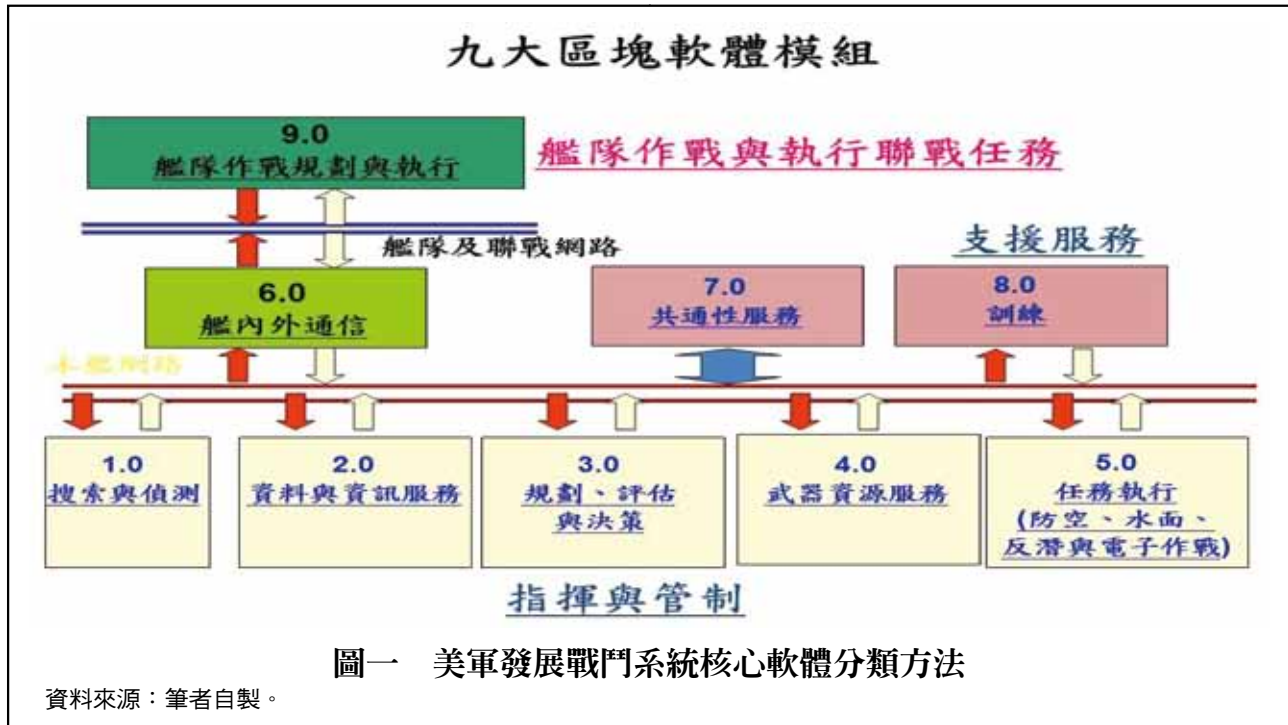 九大區塊軟體模組
9.0
艦隊作戰規劃與執行
艦隊作戰與執行聯戰任務
艦隊及聯戰網路
支援服務
6.0
艦內外通信
7.0
共通性服務
8.0
訓練
本艦網路
1.0
搜索與偵測
2.0
資料與資訊服務
3.0
規劃、評估
與決策
4.0
武器資源服務
5.0
任務執行
(防空、水面、
反潛與電子作戰)
指揮與管制
圖一 美軍發展戰鬥系統核心軟體分類方法
資料來源：筆者自製。